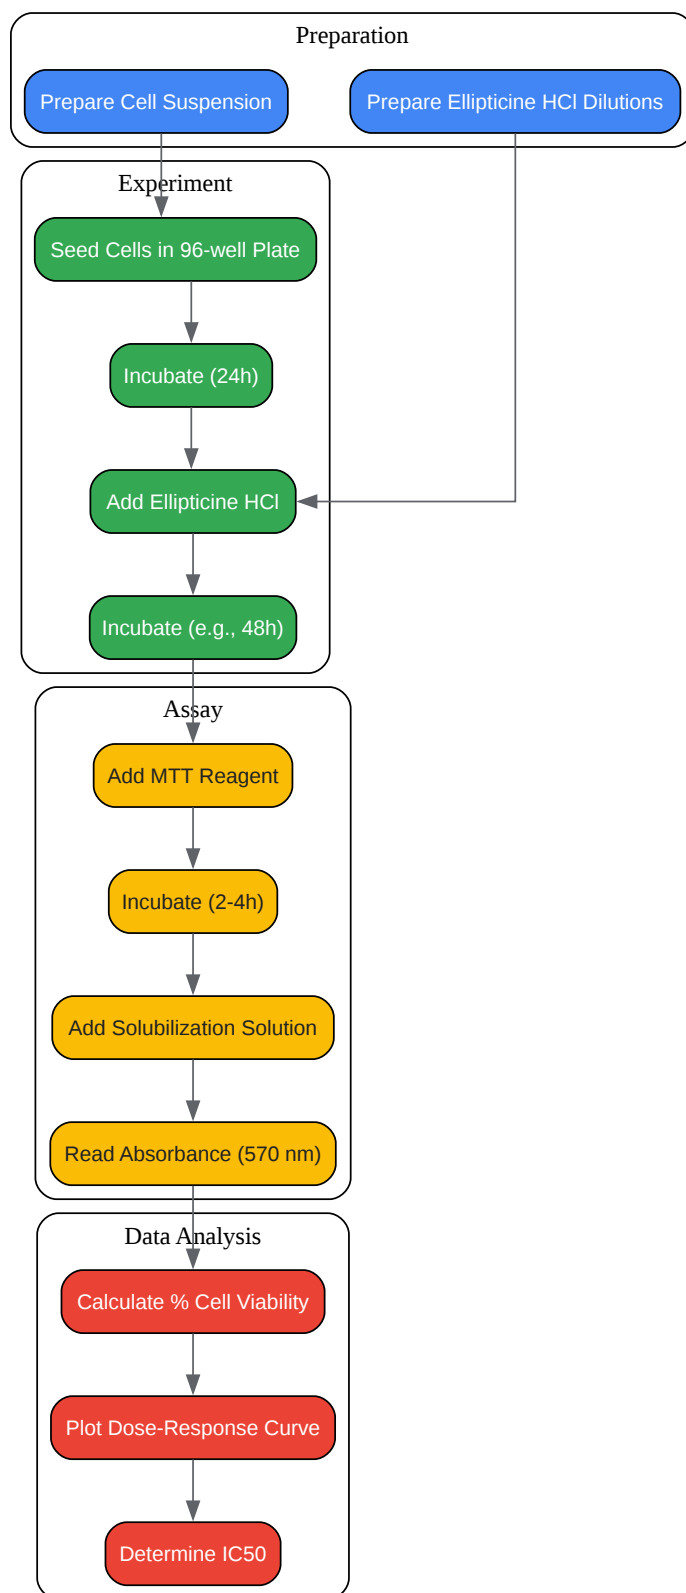 Preparation
Prepare Cell Suspension
Prepare Ellipticine HCl Dilutions
Experiment
Seed Cells in 96-well Plate
Incubate (24h)
Add Ellipticine HCl
Incubate (e.g., 48h)
Assay
Add MTT Reagent
Incubate (2-4h)
Add Solubilization Solution
Read Absorbance (570 nm)
Data Analysis
Calculate % Cell Viability
Plot Dose-Response Curve
Determine IC50